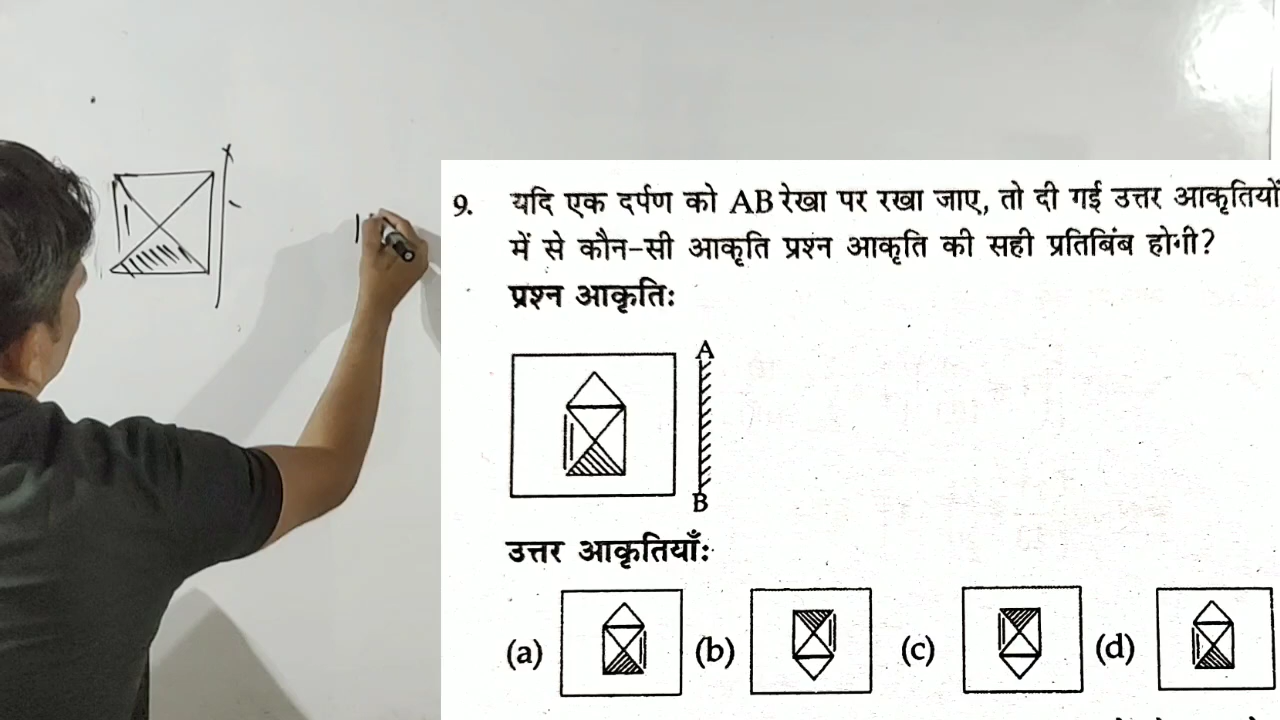 9. यदि एक दर्पण को AB रेखा पर रखा जाए, तो दी गई उत्तर आकृतियों
में से कौन-सी आकृति प्रश्न आकृति की सही प्रतिबिंब होगी?
प्रश्न आकृतिः
A
B
उत्तर आकृतियाँः
(a) (b) (c) (d)